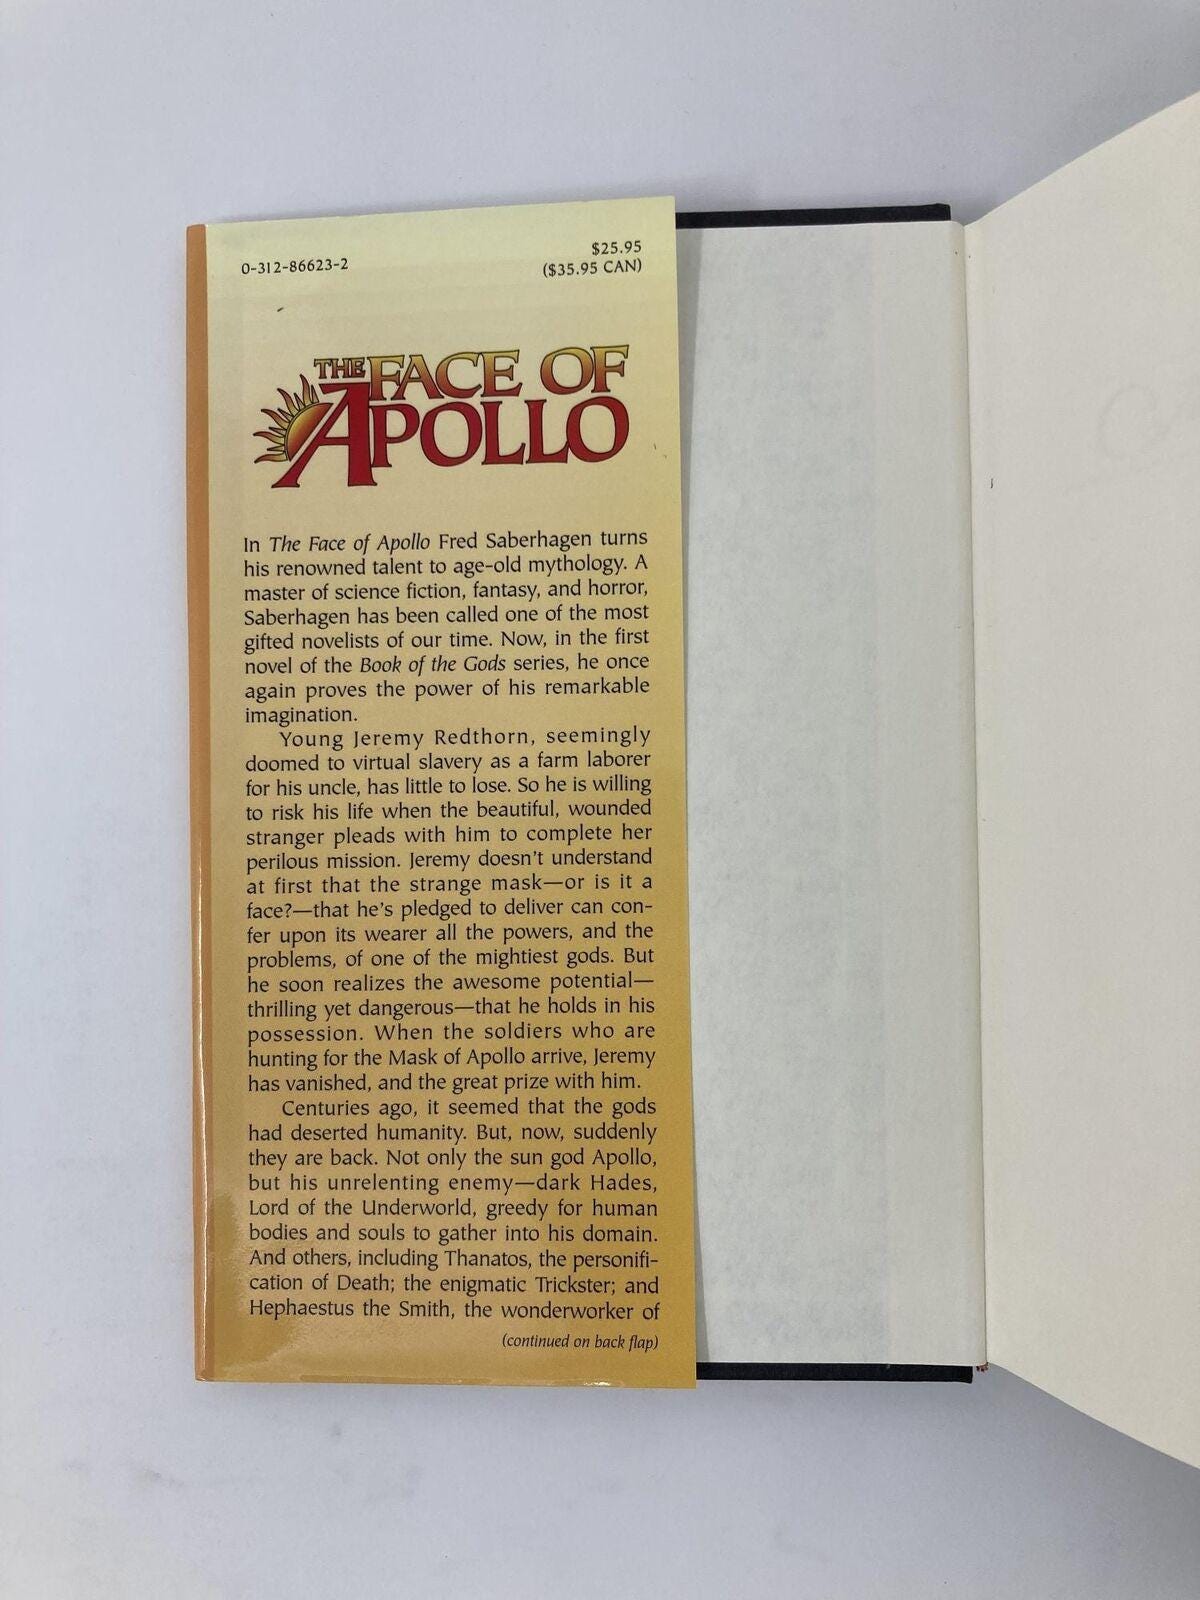 0-312-86623-2
$25.95
($35.95 CAN)
THE FACE OF
APOLLO
In The Face of Apollo Fred Saberhagen turns
his renowned talent to age-old mythology. A
master of science fiction, fantasy, and horror,
Saberhagen has been called one of the most
gifted novelists of our time. Now, in the first
novel of the Book of the Gods series, he once
again proves the power of his remarkable
imagination.
Young Jeremy Redthorn, seemingly
doomed to virtual slavery as a farm laborer
for his uncle, has little to lose. So he is willing
to risk his life when the beautiful, wounded
stranger pleads with him to complete her
perilous mission. Jeremy doesn't understand
at first that the strange mask—or is it a
face?—that he's pledged to deliver can con-
fer upon its wearer all the powers, and the
problems, of one of the mightiest gods. But
he soon realizes the awesome potential—
thrilling yet dangerous—that he holds in his
possession. When the soldiers who are
hunting for the Mask of Apollo arrive, Jeremy
has vanished, and the great prize with him.
Centuries ago, it seemed that the gods
had deserted humanity. But, now, suddenly
they are back. Not only the sun god Apollo,
but his unrelenting enemy—dark Hades,
Lord of the Underworld, greedy for human
bodies and souls to gather into his domain.
And others, including Thanatos, the personifi-
cation of Death; the enigmatic Trickster; and
Hephaestus the Smith, the wonderworker of
(continued on back flap)